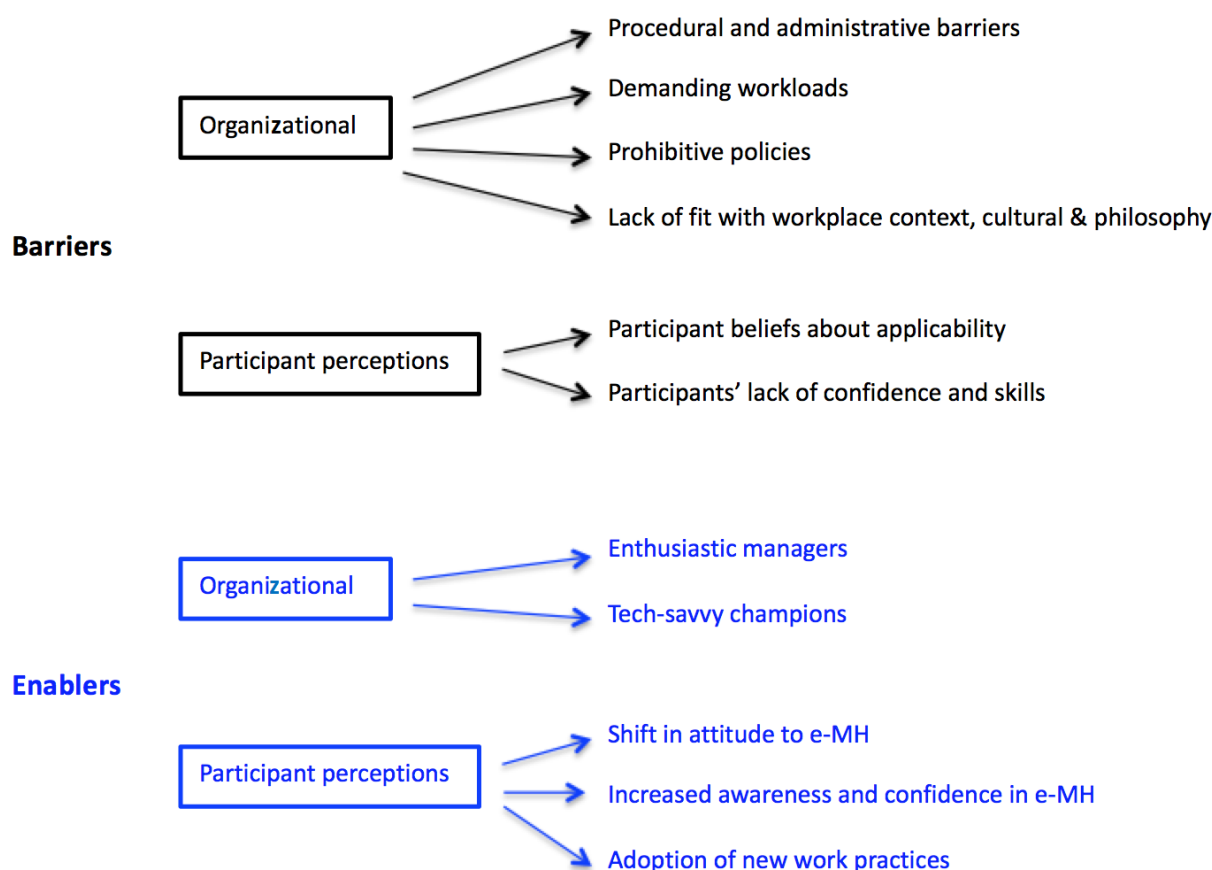 Procedural and administrative barriers
Organizational
Demanding workloads
Prohibitive policies
Lack of fit with workplace context, cultural & philosophy
Barriers
Participant perceptions
Participant beliefs about applicability
Participants’ lack of confidence and skills
Organizational
Enthusiastic managers
Tech-savvy champions
Enablers
Participant perceptions
Shift in attitude to e-MH
Increased awareness and confidence in e-MH
Adoption of new work practices